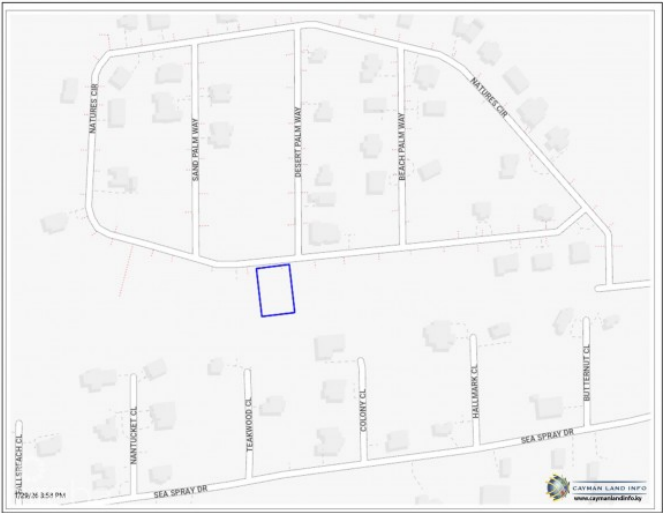 NATURES CIR
NATURES CIR
SAND PALM WAY
DESERT PALM WAY
BEACH PALM WAY
NANTUCKET CL
TEAKWOOD CL
COLONY CL
HALLMARK CL
BUTTERNUT CL
SEA SPRAY DR
SEA SPRAY DR
CAYMAN LAND INFO
www.caymanlandinfo.ky